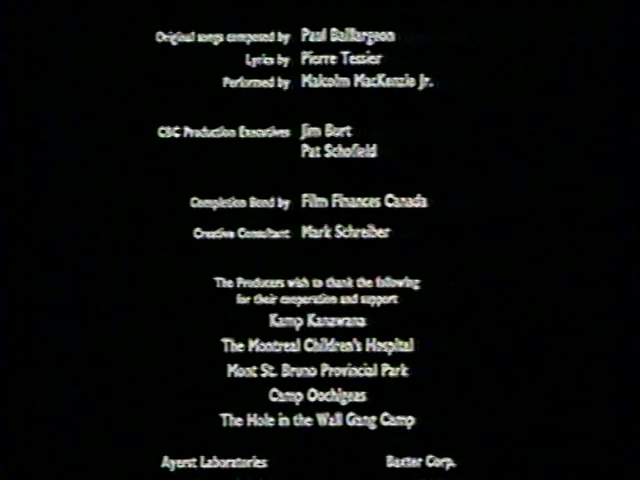 Original songs composed by Paul Baillargeon
Lyrics by Pierre Tessier
Performed by Malcolm MacKenzie Jr.
CBC Production Executives Jim Burt
Pat Schofield
Completion Bond by Film Finances Canada
Creative Consultant Mark Schreiber
The Producers wish to thank the following
for their cooperation and support
Kamp Kanawana
The Montreal Children's Hospital
Mont St. Bruno Provincial Park
Camp Oochigeas
The Hole in the Wall Gang Camp
Ayerst Laboratories Baxter Corp.